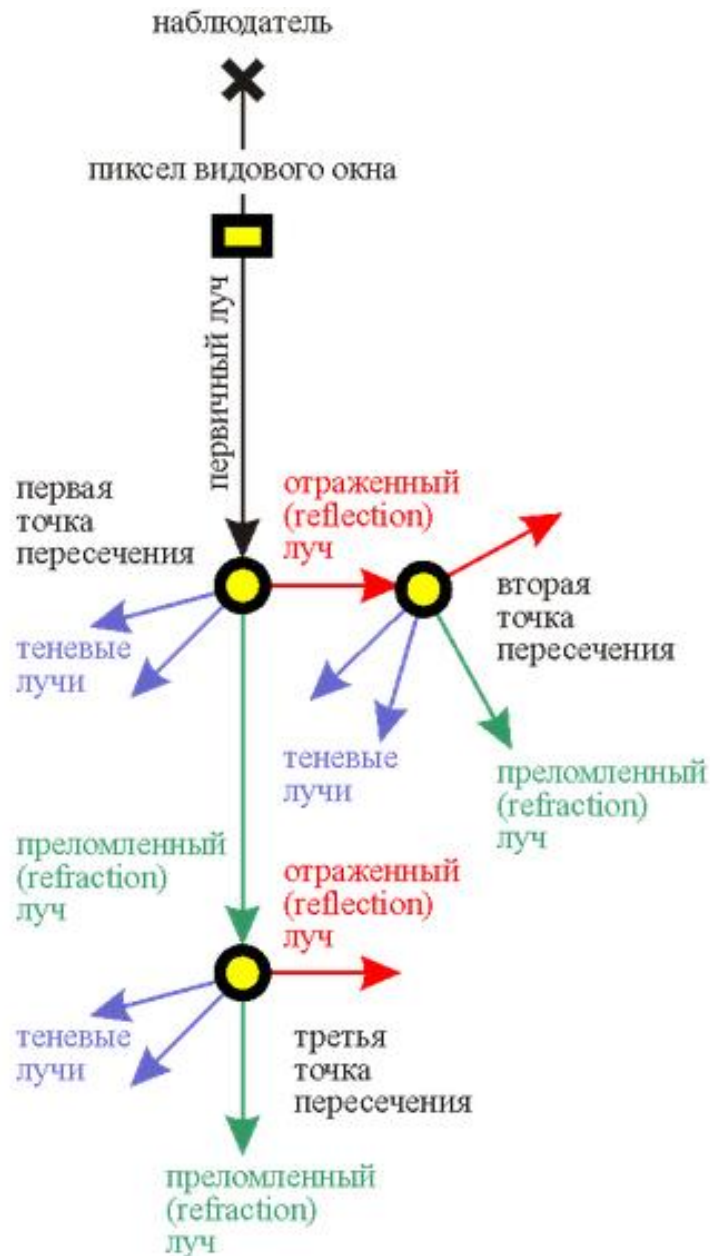 наблюдатель
пиксел видового окна
первичный луч
первая
точка
пересечения
отраженный
(reflection)
луч
вторая
точка
пересечения
теневые
лучи
теневые
лучи
преломленный
(refraction)
луч
преломленный
(refraction)
луч
отраженный
(reflection)
луч
теневые
лучи
третья
точка
пересечения
преломленный
(refraction)
луч